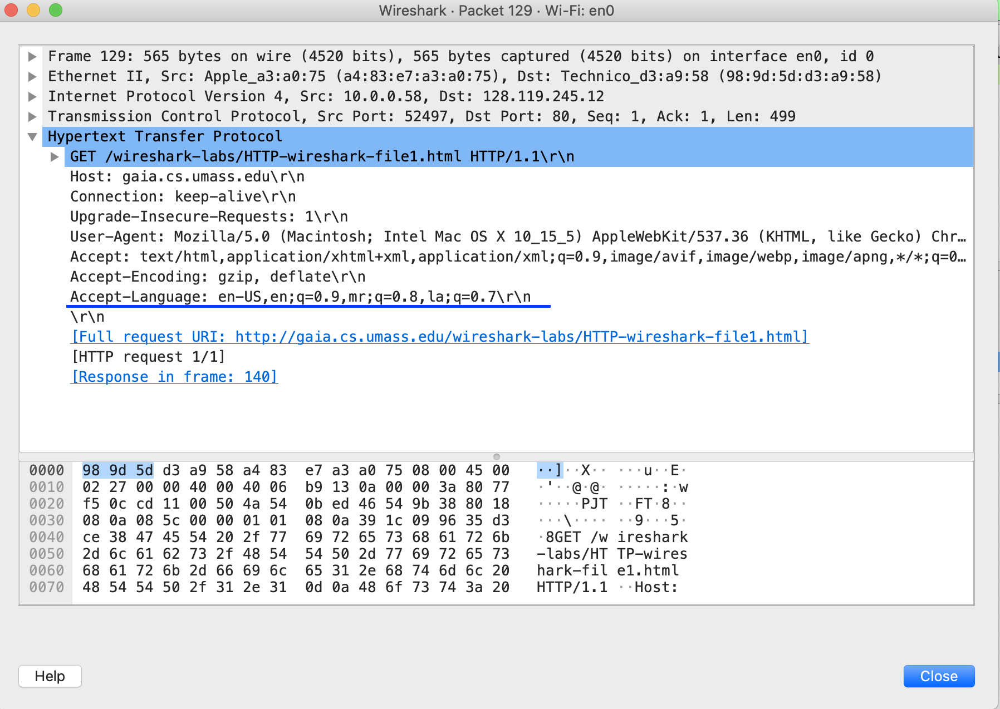 Wireshark · Packet 129 · Wi-Fi: en0
Frame 129: 565 bytes on wire (4520 bits), 565 bytes captured (4520 bits) on interface en0, id 0
Ethernet II, Src: Apple_a3:a0:75 (a4:83:e7:a3:a0:75), Dst: Technico_d3:a9:58 (98:9d:5d:d3:a9:58)
Internet Protocol Version 4, Src: 10.0.0.58, Dst: 128.119.245.12
Transmission Control Protocol, Src Port: 52497, Dst Port: 80, Seq: 1, Ack: 1, Len: 499
Hypertext Transfer Protocol
GET /wireshark-labs/HTTP-wireshark-file1.html HTTP/1.1\r\n
Host: gaia.cs.umass.edu\r\n
Connection: keep-alive\r\n
Upgrade-Insecure-Requests: 1\r\n
User-Agent: Mozilla/5.0 (Macintosh; Intel Mac OS X 10_15_5) AppleWebKit/537.36 (KHTML, like Gecko) Chr…
Accept: text/html,application/xhtml+xml,application/xml;q=0.9,image/avif,image/webp,image/apng,*/*;q=0…
Accept-Encoding: gzip, deflate\r\n
Accept-Language: en-US,en;q=0.9,mr;q=0.8,la;q=0.7\r\n
\r\n
[Full request URI: http://gaia.cs.umass.edu/wireshark-labs/HTTP-wireshark-file1.html]
[HTTP request 1/1]
[Response in frame: 140]
0000 98 9d 5d d3 a9 58 a4 83 e7 a3 a0 75 08 00 45 00 ··]··X·· ···u··E·
0010 02 27 00 00 40 00 40 06 b9 13 0a 00 00 3a 80 77 ·'··@·@· ·····:·w
0020 f5 0c cd 11 00 50 4a 54 0b ed 46 54 9b 38 80 18 ·····PJT ··FT·8··
0030 08 0a 08 5c 00 00 01 01 08 0a 39 1c 09 96 35 d3 ···\···· ··9···5·
0040 ce 38 47 45 54 20 2f 77 69 72 65 73 68 61 72 6b ·8GET /w ireshark
0050 2d 6c 61 62 73 2f 48 54 54 50 2d 77 69 72 65 73 -labs/HT TP-wires
0060 68 61 72 6b 2d 66 69 6c 65 31 2e 68 74 6d 6c 20 hark-fil e1.html
0070 48 54 54 50 2f 31 2e 31 0d 0a 48 6f 73 74 3a 20 HTTP/1.1 ··Host:
Help
Close